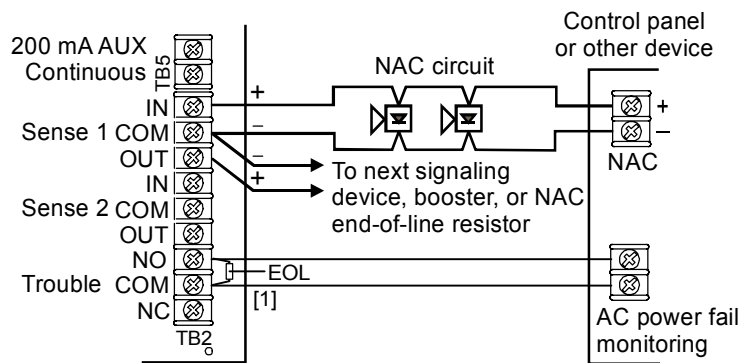 200 mA AUX
Continuous
TB5
IN
Sense 1 COM
OUT
IN
Sense 2 COM
OUT
NO
Trouble COM
NC
TB2
+
−
−
+
NAC circuit
To next signaling
device, booster, or NAC
end-of-line resistor
EOL
[1]
Control panel
or other device
+
−
NAC
AC power fail
monitoring